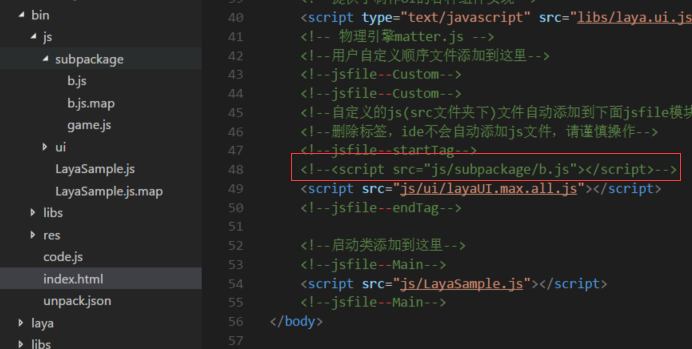 bin
js
subpackage
b.js
b.js.map
game.js
ui
LayaSample.js
LayaSample.js.map
libs
res
code.js
index.html
unpack.json
laya
libs
40 <script type="text/javascript" src="libs/laya.ui.js
41 <!-- 物理引擎matter.js -->
42 <!--用户自定义顺序文件添加到这里-->
43 <!--jsfile--Custom-->
44 <!--jsfile--Custom-->
45 <!--自定义的js(src文件夹下)文件自动添加到下面jsfile模块
46 <!--删除标签，ide不会自动添加js文件，请谨慎操作-->
47 <!--jsfile--startTag-->
48 <!--<script src="js/subpackage/b.js"></script>-->
49 <script src="js/ui/layaUI.max.all.js"></script>
50 <!--jsfile--endTag-->
51
52 <!--启动类添加到这里-->
53 <!--jsfile--Main-->
54 <script src="js/LayaSample.js"></script>
55 <!--jsfile--Main-->
56 </body>
57